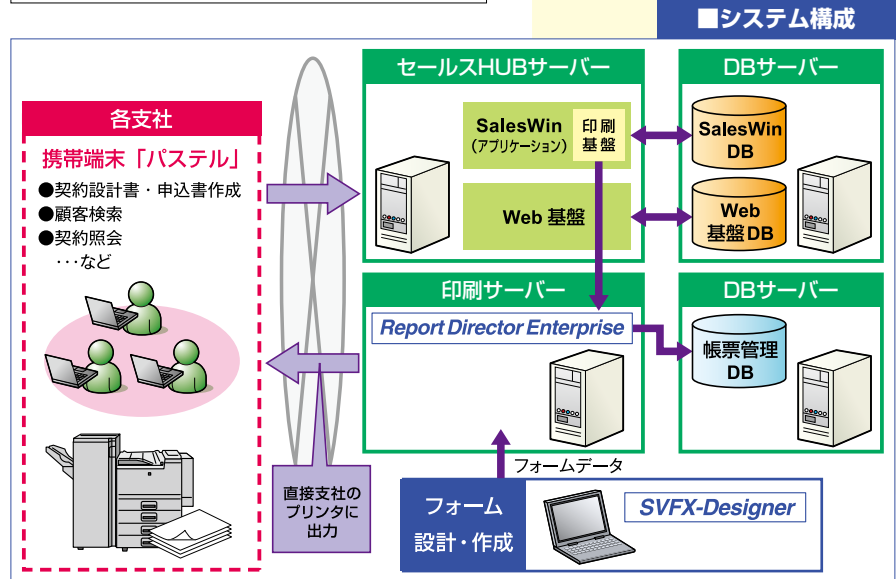 ■システム構成
各支社
携帯端末「パステル」
●契約設計書・申込書作成
●顧客検索
●契約照会
･･･など
セールスHUBサーバー
SalesWin
(アプリケーション)
印刷
基盤
Web 基盤
DBサーバー
SalesWin
DB
Web
基盤DB
印刷サーバー
Report Director Enterprise
DBサーバー
帳票管理
DB
直接支社の
プリンタに
出力
フォームデータ
フォーム
設計・作成
SVFX-Designer